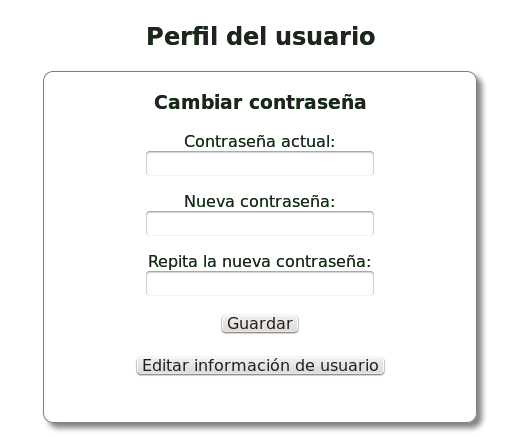 Perfil del usuario
Cambiar contraseña
Contraseña actual:
Nueva contraseña:
Repita la nueva contraseña:
Guardar
Editar información de usuario